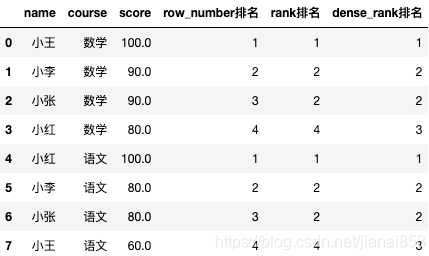 name course score row_number排名 rank排名 dense_rank排名
0 小王 数学 100.0 1 1 1
1 小李 数学 90.0 2 2 2
2 小张 数学 90.0 3 2 2
3 小红 数学 80.0 4 4 3
4 小红 语文 100.0 1 1 1
5 小李 语文 80.0 2 2 2
6 小张 语文 80.0 3 2 2
7 小王 语文 60.0 4 4 3